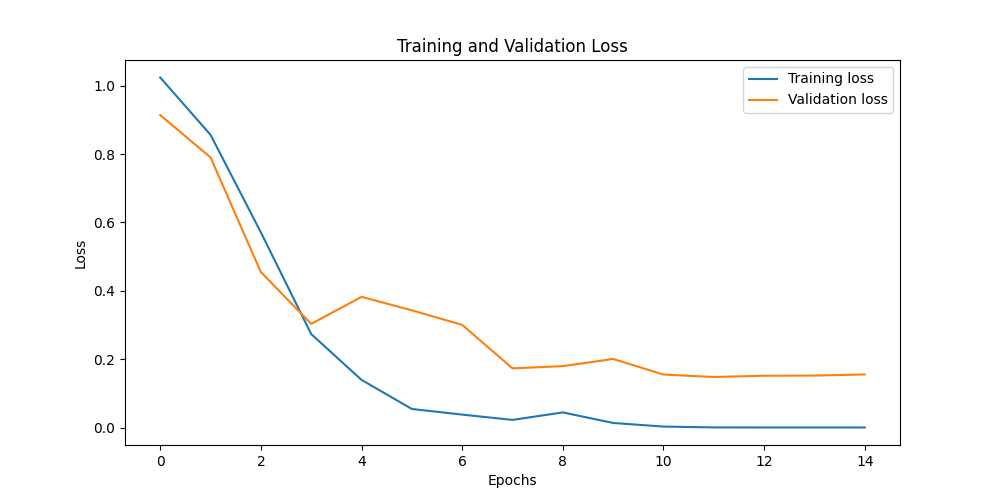 Training and Validation Loss
Training loss
Validation loss
Loss
1.0
0.8
0.6
0.4
0.2
0.0
0 2 4 6 8 10 12 14
Epochs